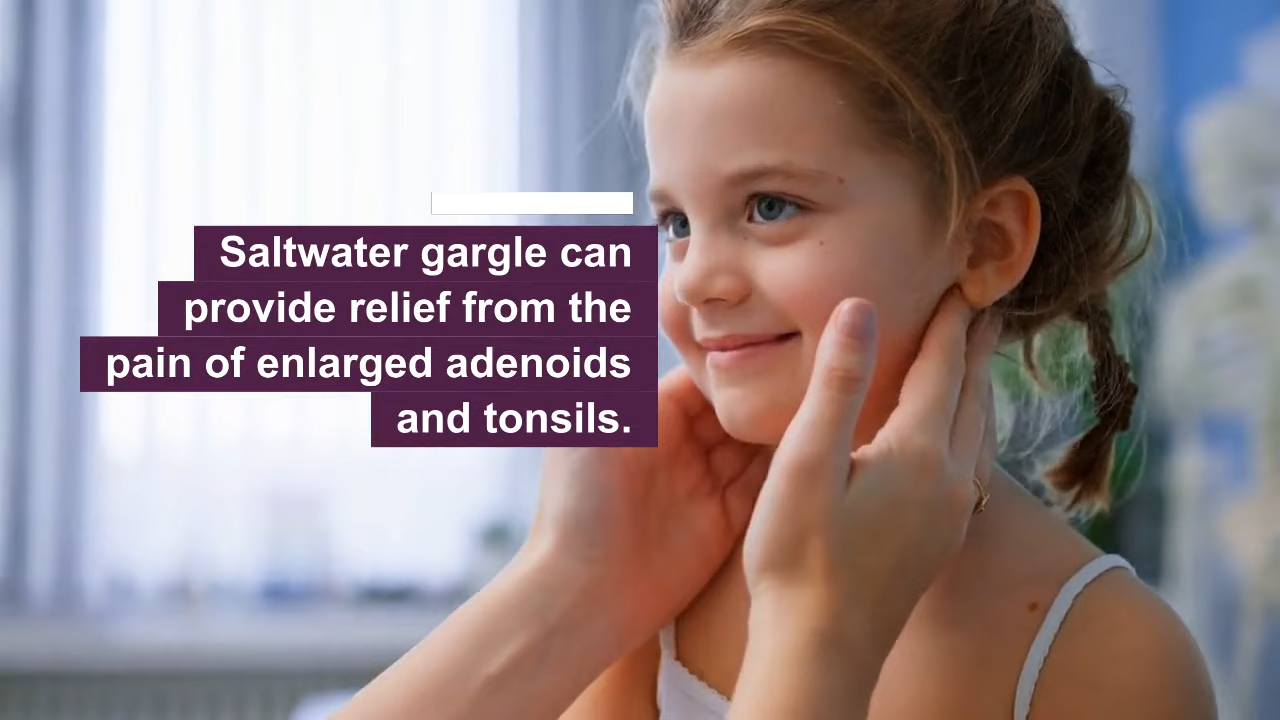 Saltwater gargle can
provide relief from the
pain of enlarged adenoids
and tonsils.